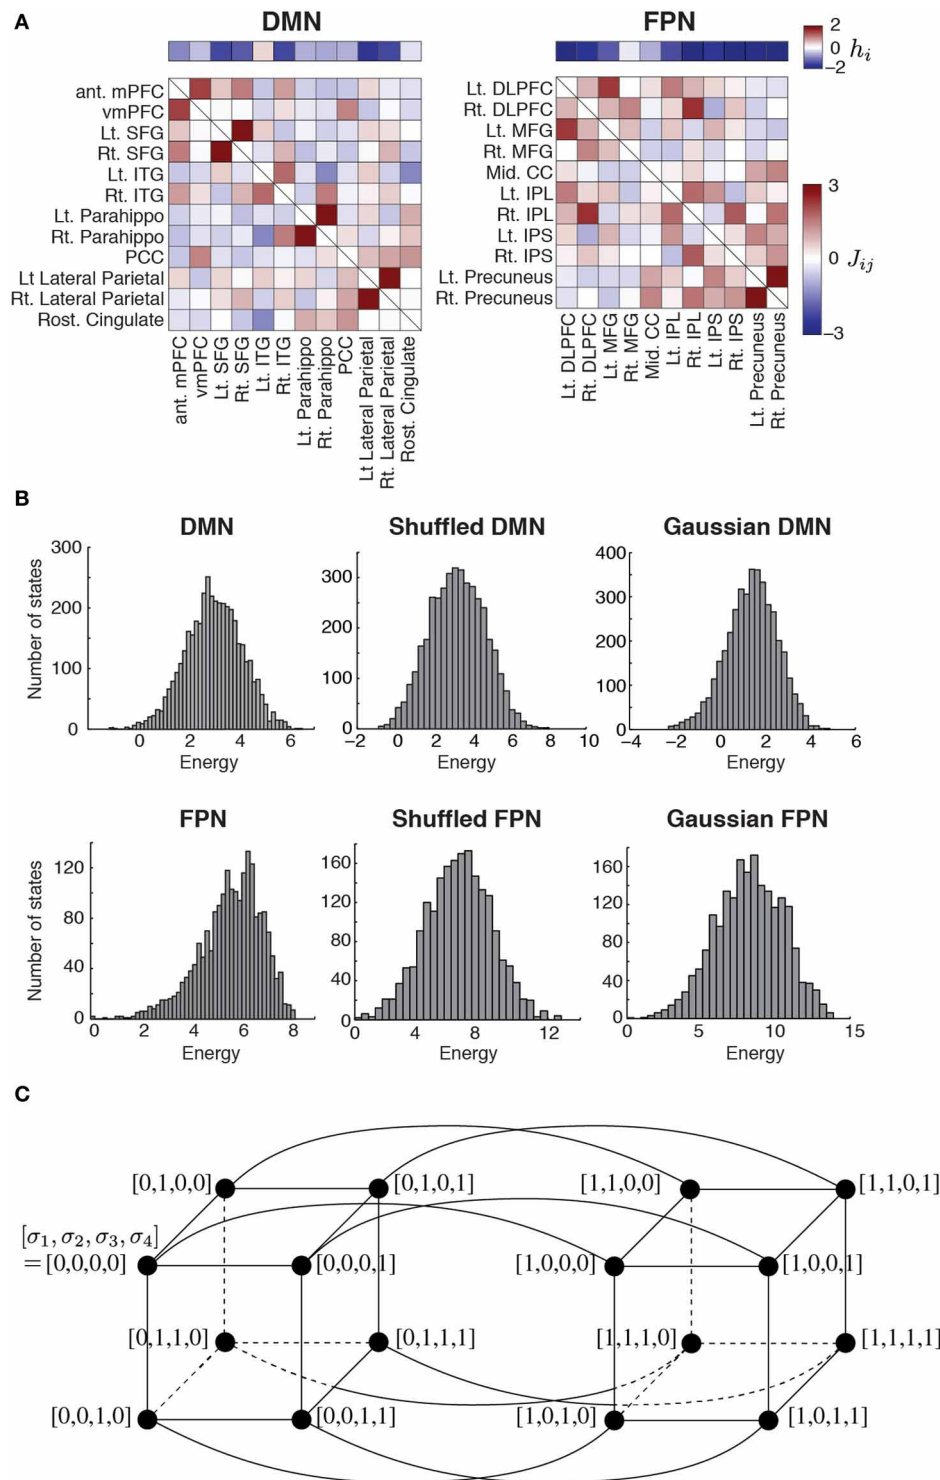 A
DMN
FPN
2
0
−2
h_i
ant. mPFC
vmPFC
Lt. SFG
Rt. SFG
Lt. ITG
Rt. ITG
Lt. Parahippo
Rt. Parahippo
PCC
Lt Lateral Parietal
Rt. Lateral Parietal
Rost. Cingulate
ant. mPFC
vmPFC
Lt. SFG
Rt. SFG
Lt. ITG
Rt. ITG
Lt. Parahippo
Rt. Parahippo
PCC
Lt Lateral Parietal
Rt. Lateral Parietal
Rost. Cingulate
Lt. DLPFC
Rt. DLPFC
Lt. MFG
Rt. MFG
Mid. CC
Lt. IPL
Rt. IPL
Lt. IPS
Rt. IPS
Lt. Precuneus
Rt. Precuneus
Lt. DLPFC
Rt. DLPFC
Lt. MFG
Rt. MFG
Mid. CC
Lt. IPL
Rt. IPL
Lt. IPS
Rt. IPS
Lt. Precuneus
Rt. Precuneus
3
0
−3
J_ij
B
DMN
Number of states
300
200
100
0
0 2 4 6
Energy
Shuffled DMN
300
200
100
0
−2 0 2 4 6 8 10
Energy
Gaussian DMN
400
300
400
100
0
−4 −2 0 2 4 6
Energy
FPN
Number of states
120
80
40
0
0 2 4 6 8
Energy
Shuffled FPN
160
120
80
40
0
0 4 8 12
Energy
Gaussian FPN
160
120
80
40
0
0 5 10 15
Energy
C
[0,1,0,0] [0,1,0,1] [1,1,0,0] [1,1,0,1]
[σ1, σ2, σ3, σ4]
= [0,0,0,0] [0,0,0,1] [1,0,0,0] [1,0,0,1]
[0,1,1,0] [0,1,1,1] [1,1,1,0] [1,1,1,1]
[0,0,1,0] [0,0,1,1] [1,0,1,0] [1,0,1,1]